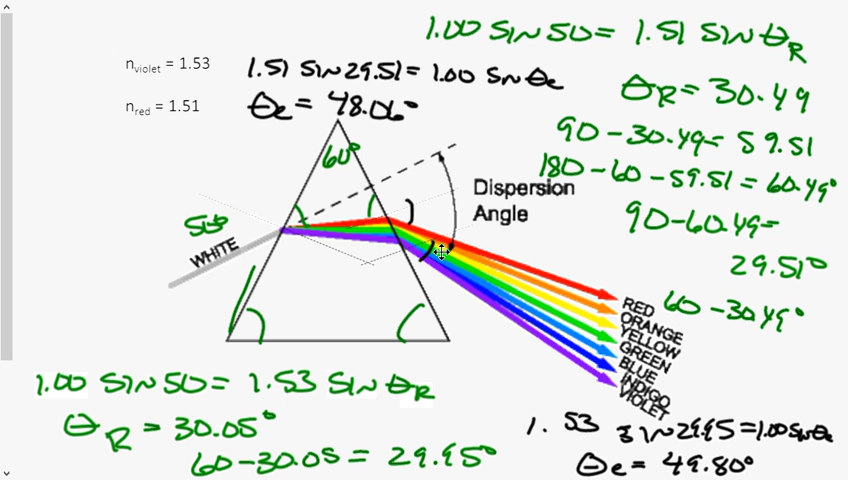 1.00 SIN 50 = 1.51 SIN θR
nviolet = 1.53
1.51 SIN 29.51 = 1.00 SIN θe
nred = 1.51
θe = 48.06°
θR = 30.49
90 - 30.49 = 59.51
60°
180 - 60 - 59.51 = 60.49°
Dispersion
Angle
90 - 60.49 =
29.51°
50°
WHITE
60 - 30.49°
RED
ORANGE
YELLOW
GREEN
BLUE
INDIGO
VIOLET
1.00 SIN 50 = 1.53 SIN θR
θR = 30.05°
60 - 30.05 = 29.95°
1.53 SIN 29.95 = 1.00 SIN θe
θe = 49.80°